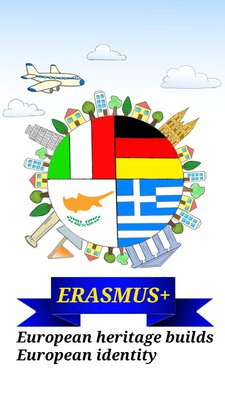 ERASMUS+
European heritage builds
European identity